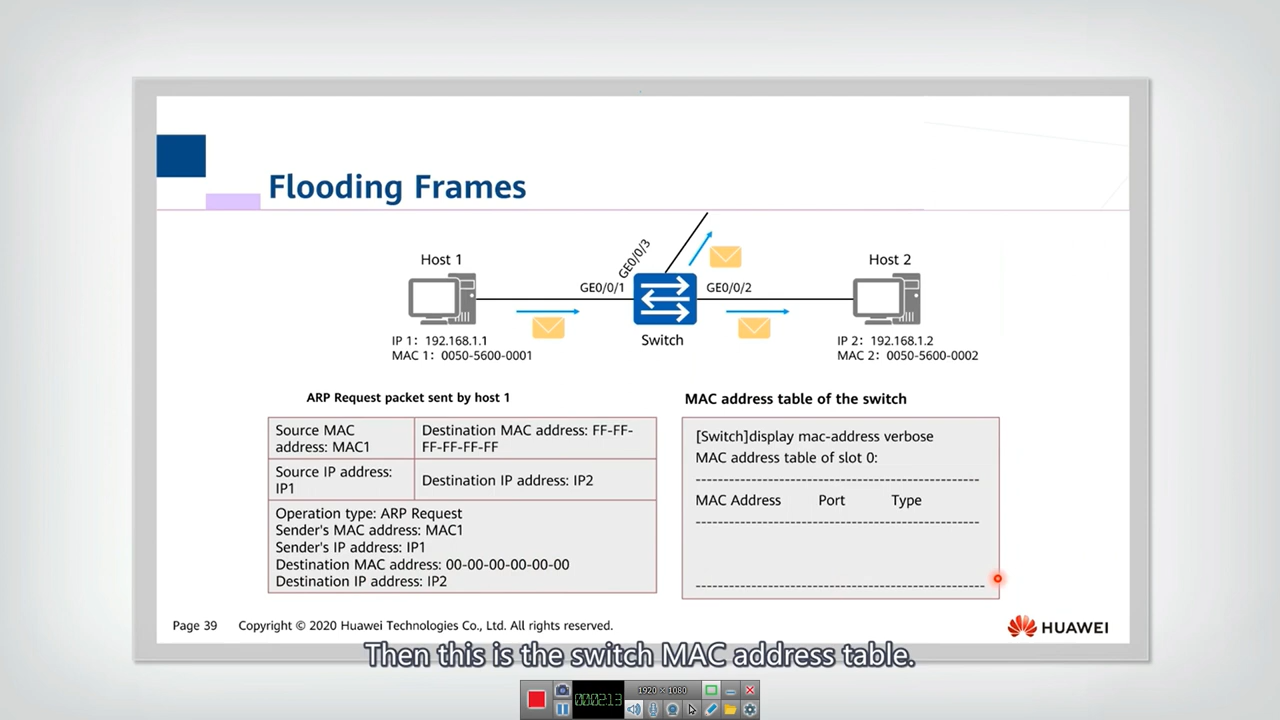 Flooding Frames
GE0/0/3
Host 1
Host 2
GE0/0/1
GE0/0/2
Switch
IP 1: 192.168.1.1
MAC 1: 0050-5600-0001
IP 2: 192.168.1.2
MAC 2: 0050-5600-0002
ARP Request packet sent by host 1
Source MAC
address: MAC1
Destination MAC address: FF-FF-
FF-FF-FF-FF
Source IP address:
IP1
Destination IP address: IP2
Operation type: ARP Request
Sender's MAC address: MAC1
Sender's IP address: IP1
Destination MAC address: 00-00-00-00-00-00
Destination IP address: IP2
MAC address table of the switch
[Switch]display mac-address verbose
MAC address table of slot 0:
MAC Address Port Type
Page 39 Copyright © 2020 Huawei Technologies Co., Ltd. All rights reserved.
HUAWEI
Then this is the switch MAC address table.
1920 × 1080
000213